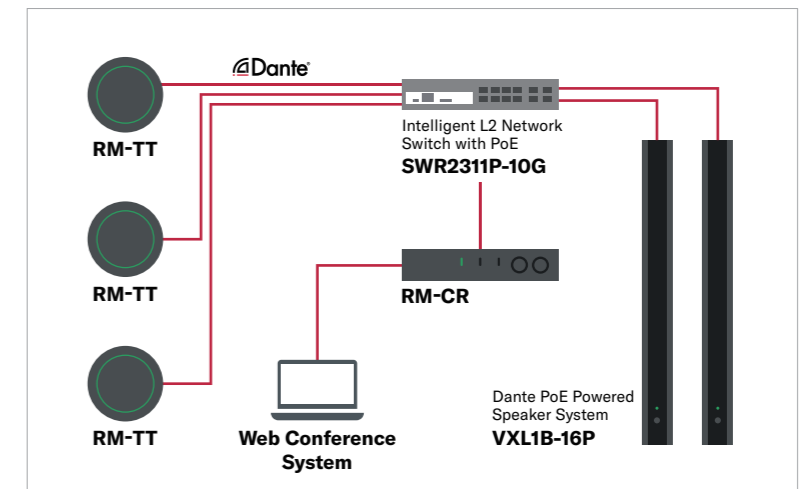 Dante®
RM-TT
Intelligent L2 Network
Switch with PoE
SWR2311P-10G
RM-TT
RM-CR
RM-TT
Web Conference
System
Dante PoE Powered
Speaker System
VXL1B-16P